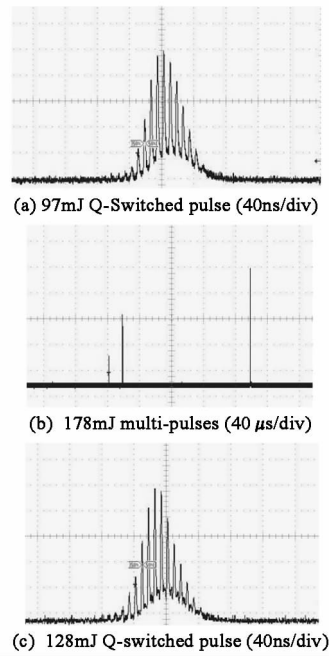 (a) 97mJ Q-Switched pulse (40ns/div)
(b) 178mJ multi-pulses (40 μs/div)
(c) 128mJ Q-switched pulse (40ns/div)